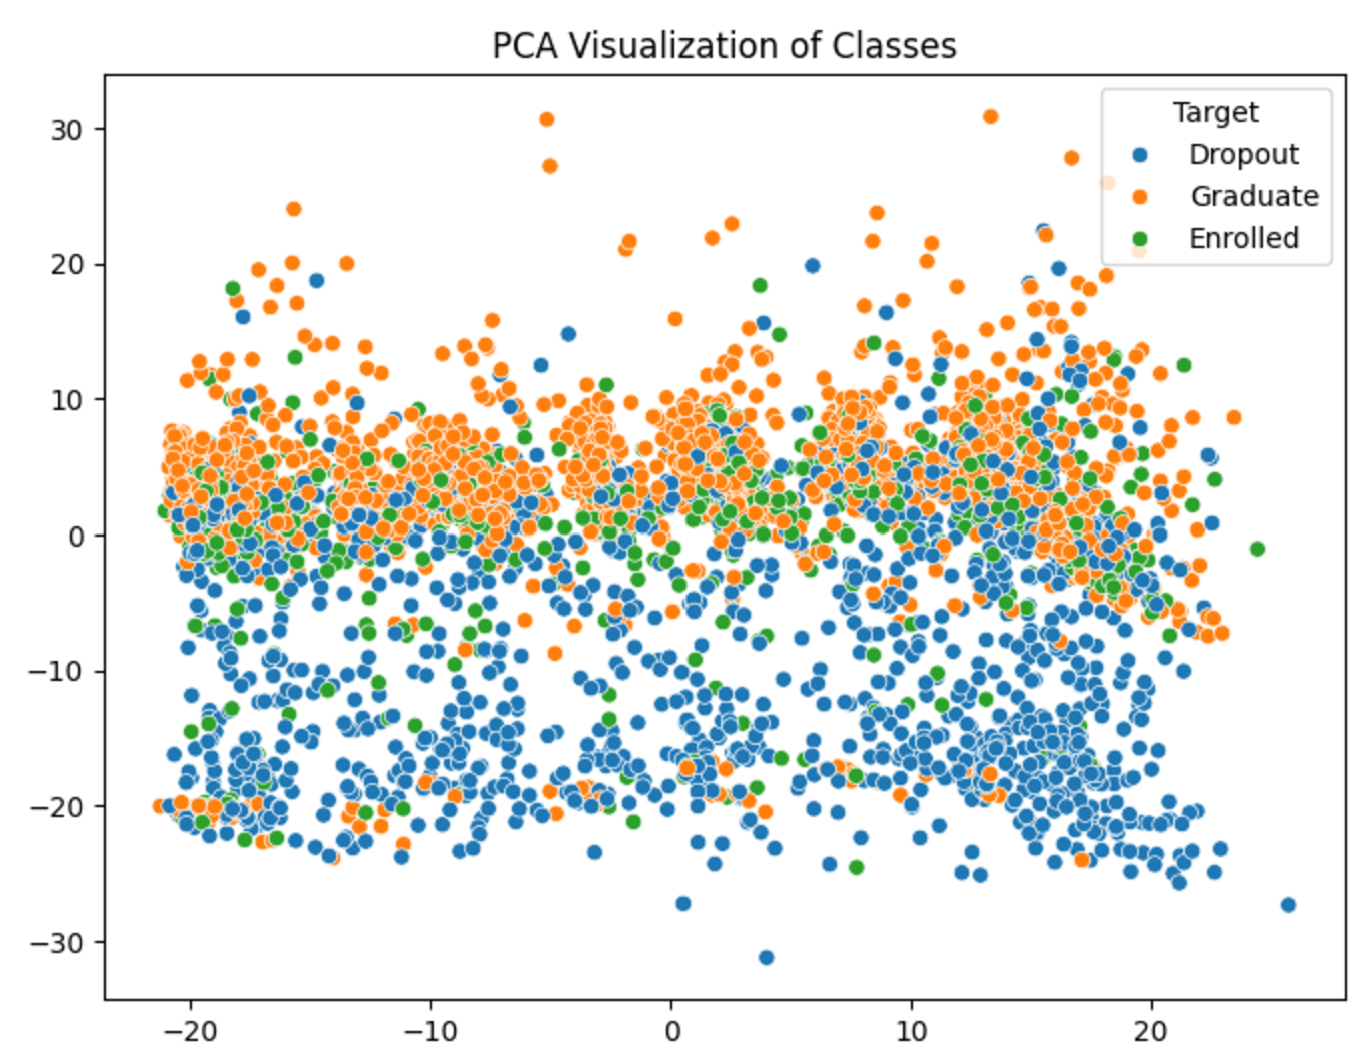 PCA Visualization of Classes
30
20
10
0
−10
−20
−30
Target
Dropout
Graduate
Enrolled
−20
−10
0
10
20